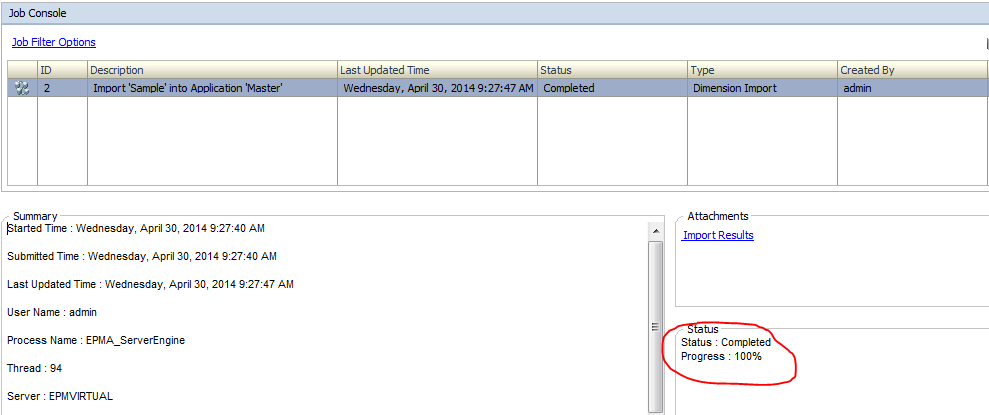 Job Console
Job Filter Options
ID Description Last Updated Time Status Type Created By
2 Import 'Sample' into Application 'Master' Wednesday, April 30, 2014 9:27:47 AM Completed Dimension Import admin
Summary
Started Time : Wednesday, April 30, 2014 9:27:40 AM
Submitted Time : Wednesday, April 30, 2014 9:27:40 AM
Last Updated Time : Wednesday, April 30, 2014 9:27:47 AM
User Name : admin
Process Name : EPMA_ServerEngine
Thread : 94
Server : EPMVIRTUAL
Attachments
Import Results
Status
Status : Completed
Progress : 100%